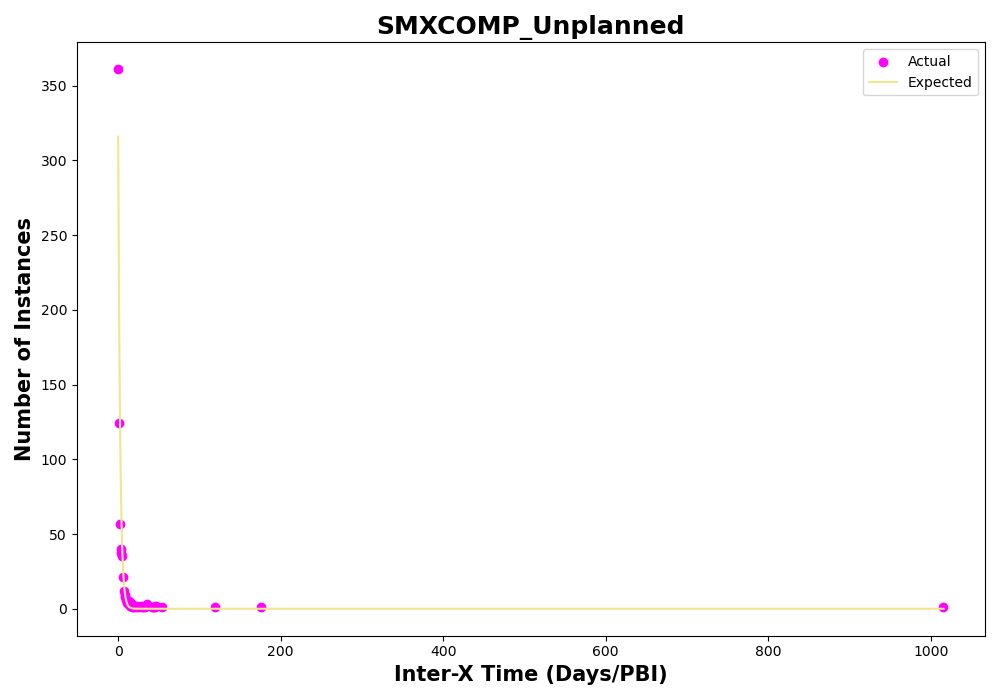 SMXCOMP_Unplanned
Actual
Expected
Number of Instances
350
300
250
200
150
100
50
0
0
200
400
600
800
1000
Inter-X Time (Days/PBI)